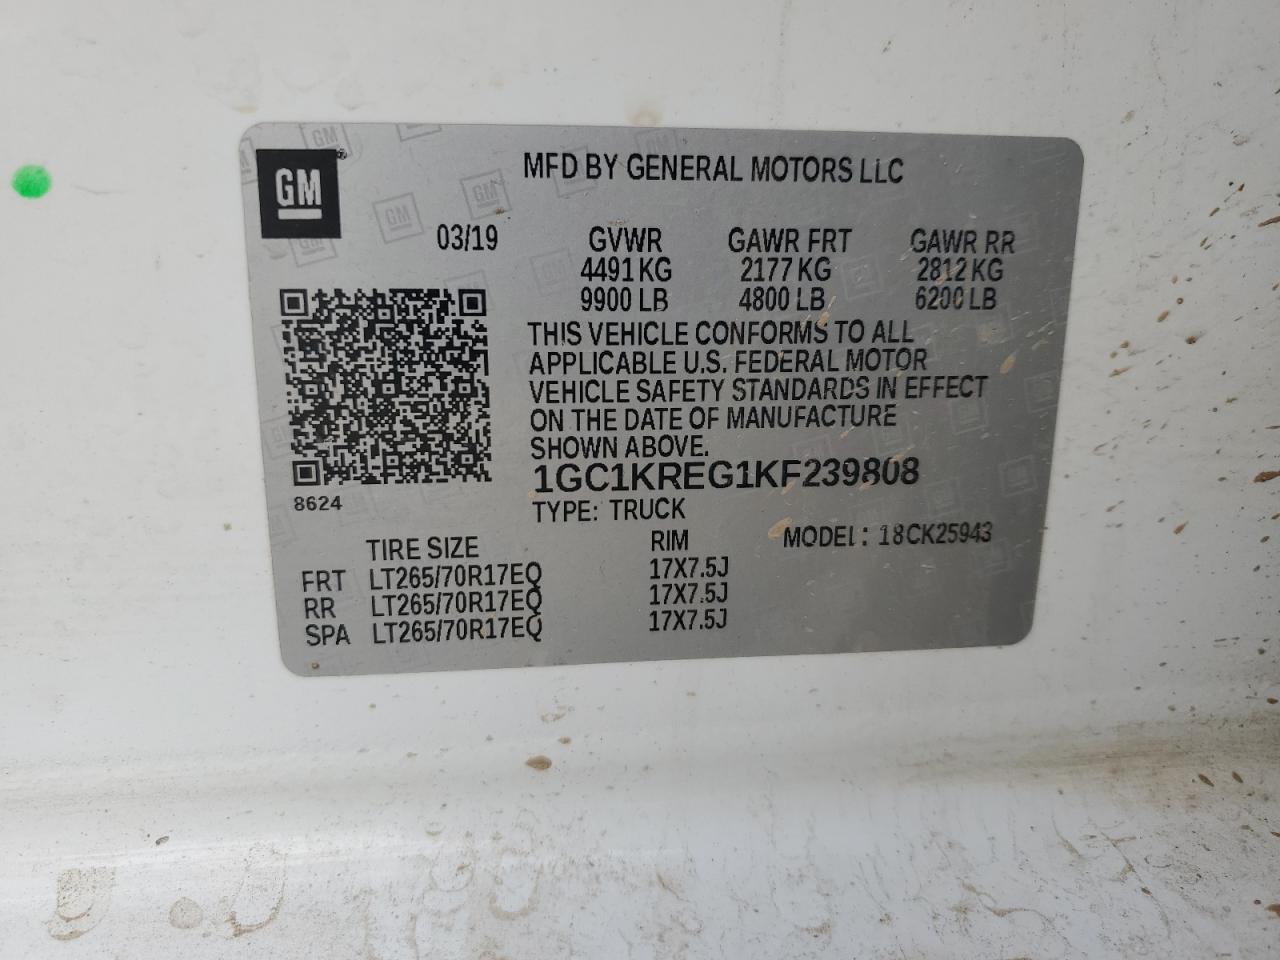 GM
MFD BY GENERAL MOTORS LLC
03/19 GVWR GAWR FRT GAWR RR
4491 KG 2177 KG 2812 KG
9900 LB 4800 LB 6200 LB
THIS VEHICLE CONFORMS TO ALL
APPLICABLE U.S. FEDERAL MOTOR
VEHICLE SAFETY STANDARDS IN EFFECT
ON THE DATE OF MANUFACTURE
SHOWN ABOVE.
1GC1KREG1KF239808
8624
TYPE: TRUCK
TIRE SIZE RIM MODEL: 18CK25943
FRT LT265/70R17EQ 17X7.5J
RR LT265/70R17EQ 17X7.5J
SPA LT265/70R17EQ 17X7.5J